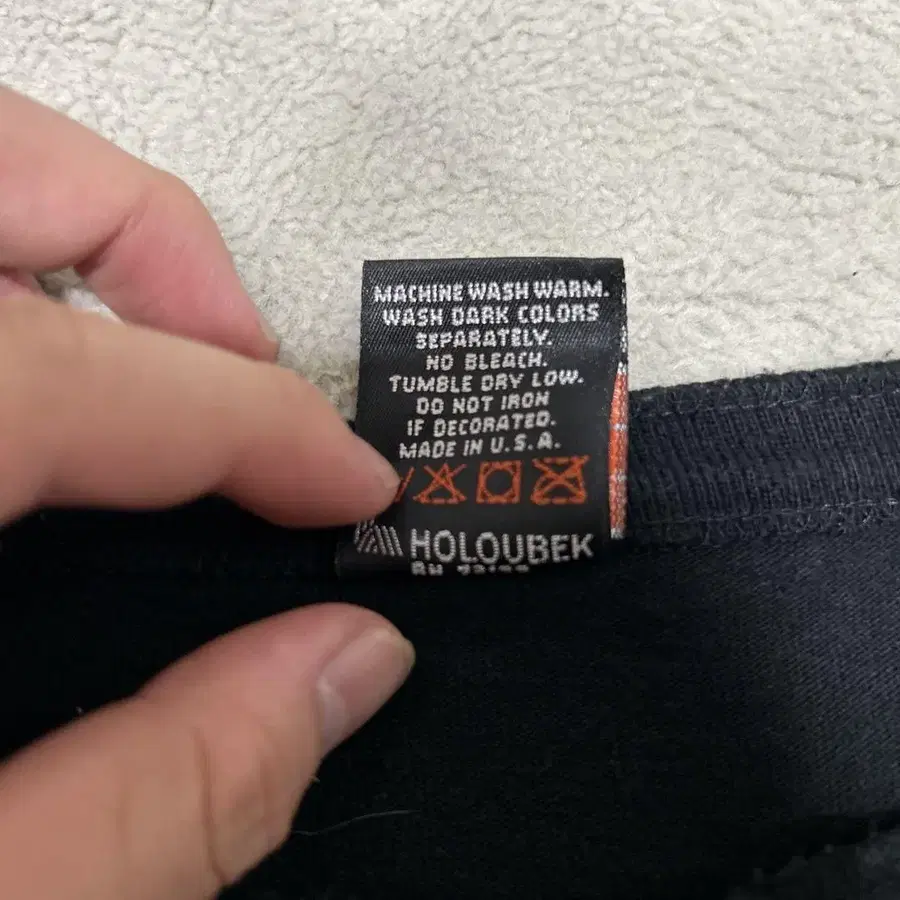 MACHINE WASH WARM.
WASH DARK COLORS
SEPARATELY.
NO BLEACH.
TUMBLE DRY LOW.
DO NOT IRON
IF DECORATED.
MADE IN U.S.A.
HOLOUBEK